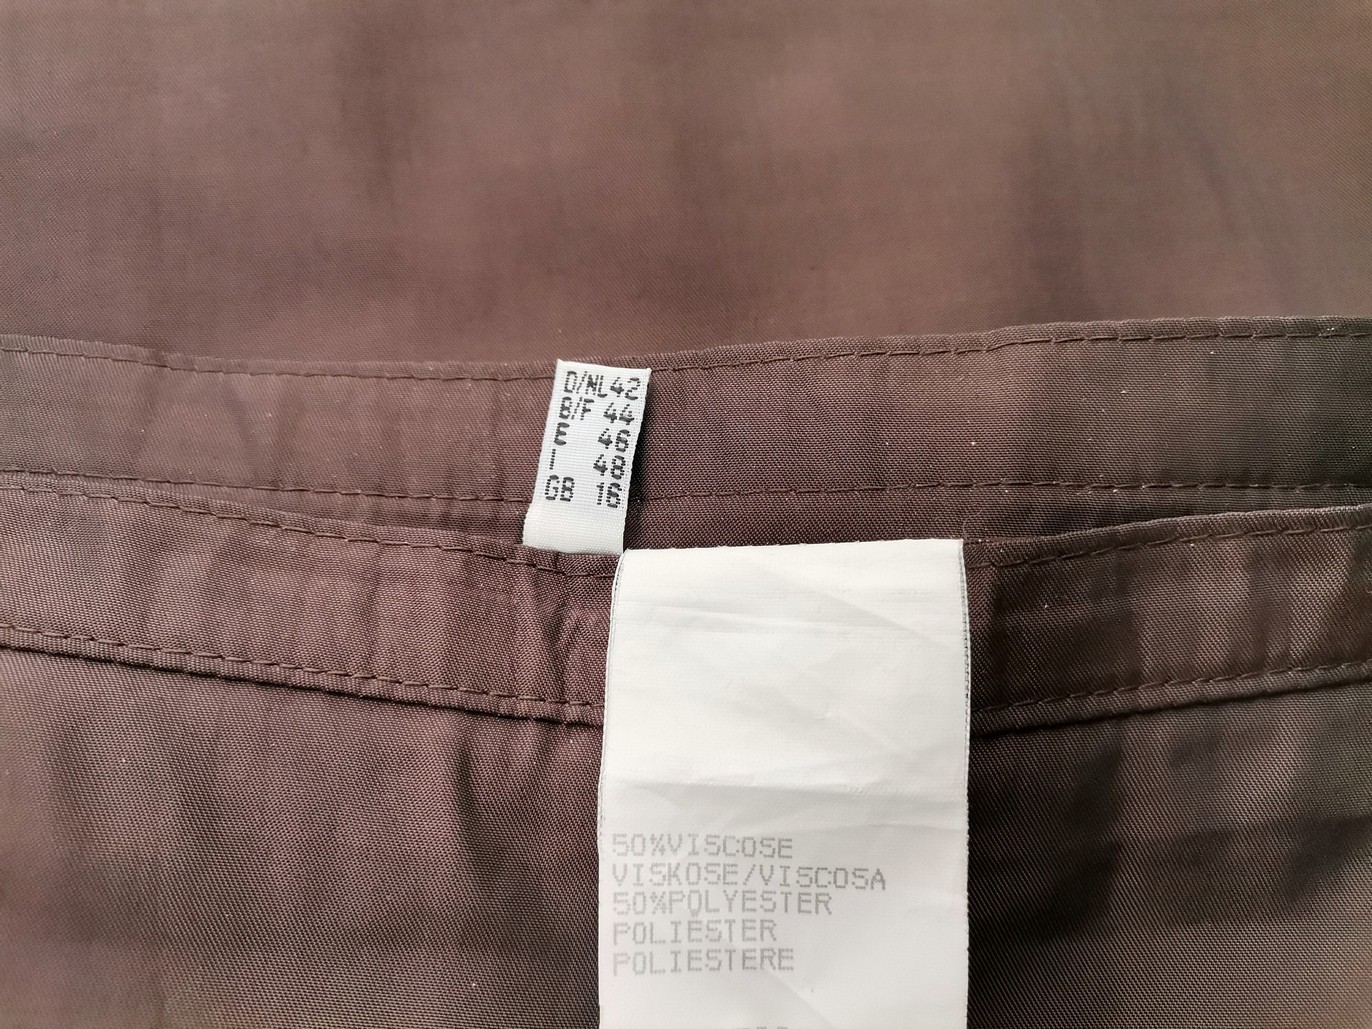 D/NL 42
B/F 44
E 46
I 48
GB 16
50%VISCOSE
VISKOSE/VISCOSA
50%POLYESTER
POLIESTER
POLIESTERE